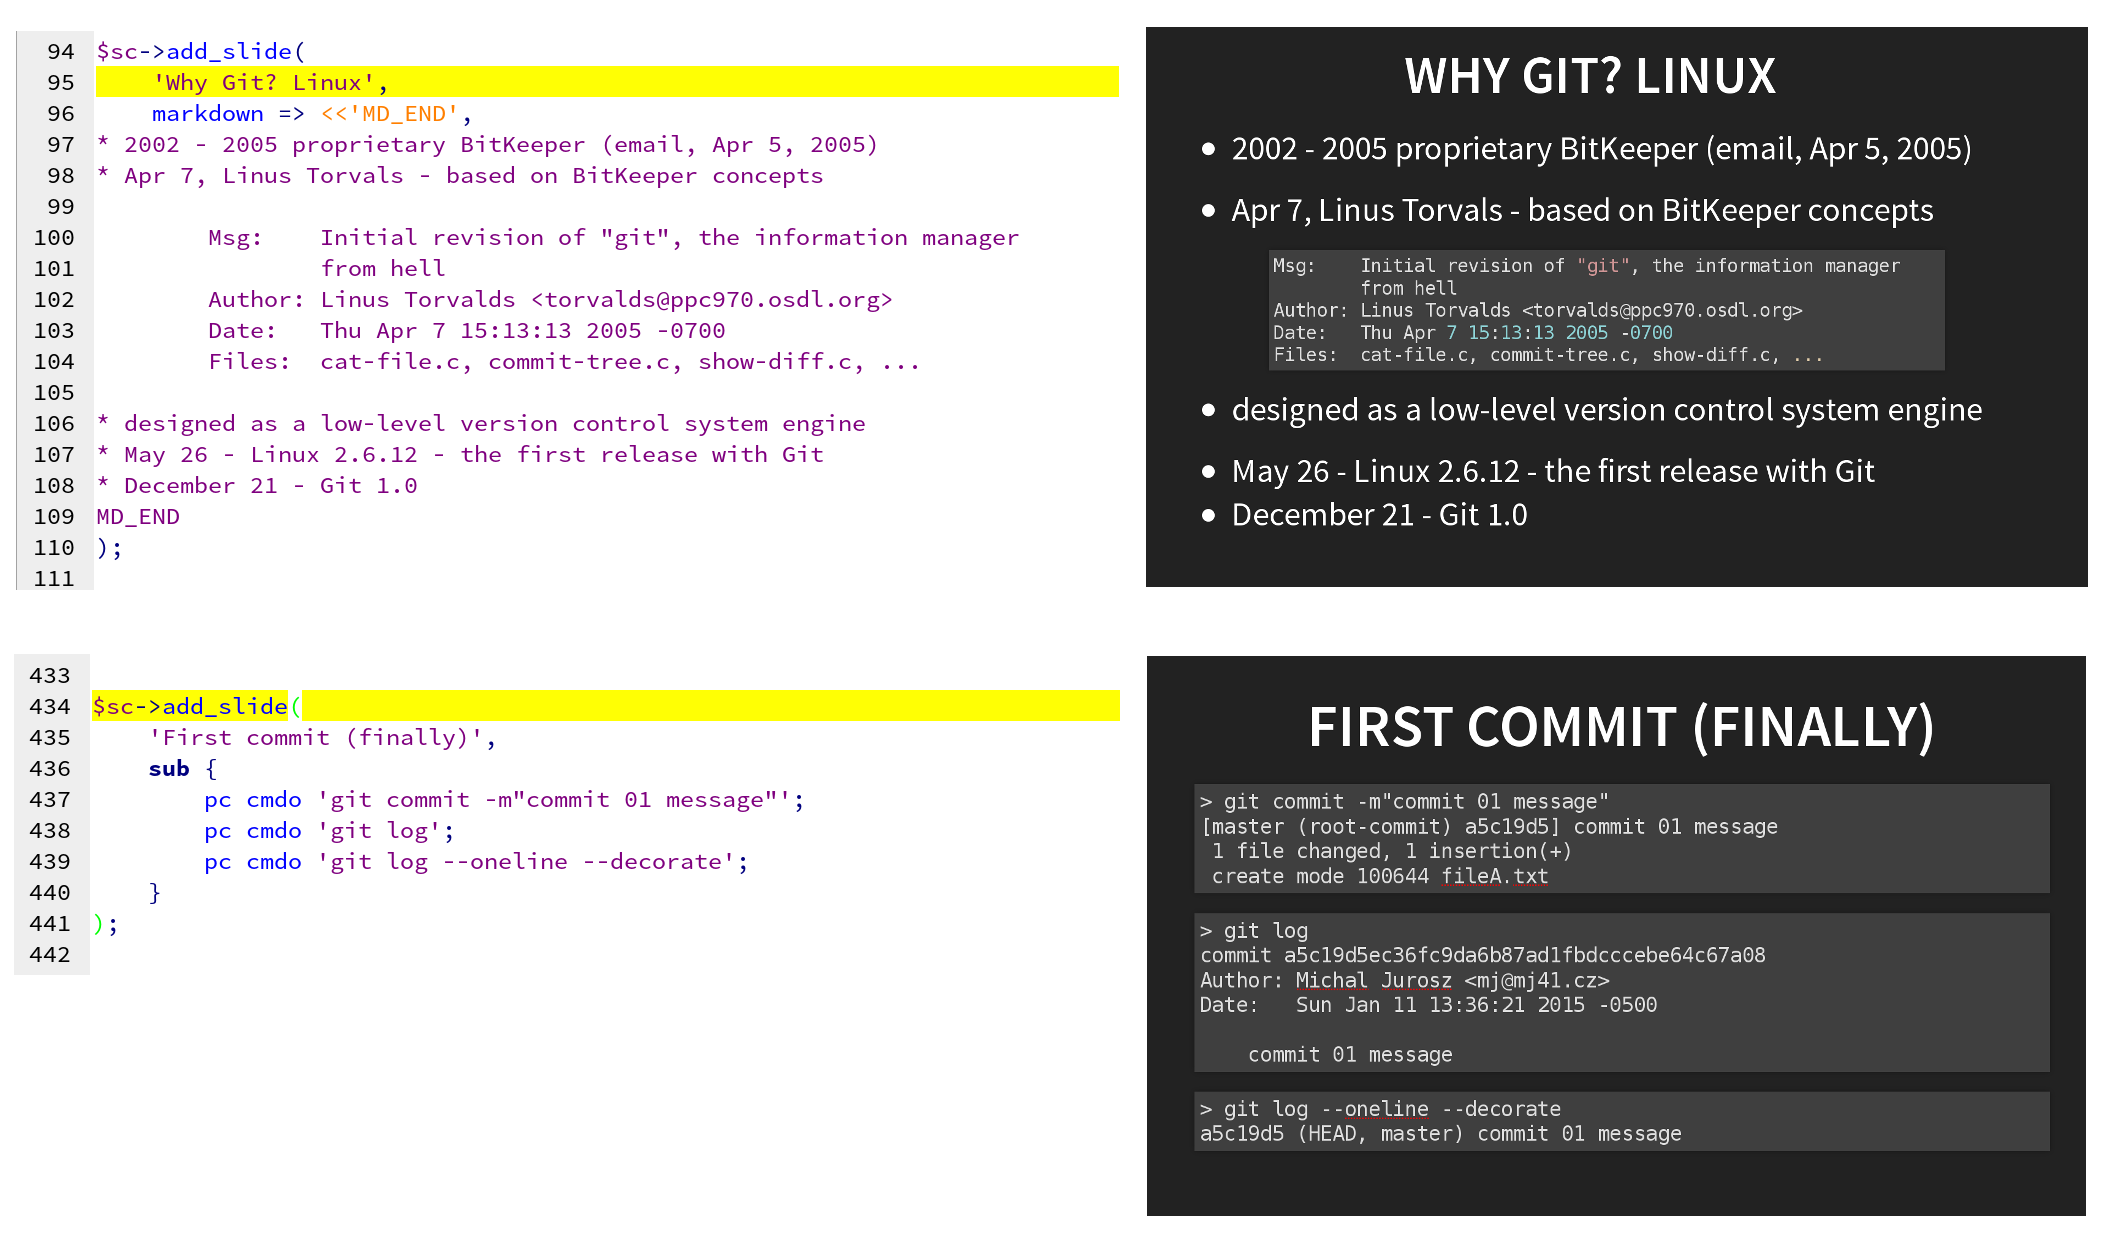 94 $sc->add_slide(
95     'Why Git? Linux',
96     markdown => <<'MD_END',
97 * 2002 - 2005 proprietary BitKeeper (email, Apr 5, 2005)
98 * Apr 7, Linus Torvals - based on BitKeeper concepts
99
100         Msg:    Initial revision of "git", the information manager
101                 from hell
102         Author: Linus Torvalds <torvalds@ppc970.osdl.org>
103         Date:   Thu Apr 7 15:13:13 2005 -0700
104         Files:  cat-file.c, commit-tree.c, show-diff.c, ...
105
106 * designed as a low-level version control system engine
107 * May 26 - Linux 2.6.12 - the first release with Git
108 * December 21 - Git 1.0
109 MD_END
110 );
111
WHY GIT? LINUX
• 2002 - 2005 proprietary BitKeeper (email, Apr 5, 2005)
• Apr 7, Linus Torvals - based on BitKeeper concepts
Msg:    Initial revision of "git", the information manager
        from hell
Author: Linus Torvalds <torvalds@ppc970.osdl.org>
Date:   Thu Apr 7 15:13:13 2005 -0700
Files:  cat-file.c, commit-tree.c, show-diff.c, ...
• designed as a low-level version control system engine
• May 26 - Linux 2.6.12 - the first release with Git
• December 21 - Git 1.0
433
434 $sc->add_slide(
435     'First commit (finally)',
436     sub {
437         pc cmdo 'git commit -m"commit 01 message"';
438         pc cmdo 'git log';
439         pc cmdo 'git log --oneline --decorate';
440     }
441 );
442
FIRST COMMIT (FINALLY)
> git commit -m"commit 01 message"
[master (root-commit) a5c19d5] commit 01 message
 1 file changed, 1 insertion(+)
 create mode 100644 fileA.txt
> git log
commit a5c19d5ec36fc9da6b87ad1fbdcccebe64c67a08
Author: Michal Jurosz <mj@mj41.cz>
Date:   Sun Jan 11 13:36:21 2015 -0500
    commit 01 message
> git log --oneline --decorate
a5c19d5 (HEAD, master) commit 01 message